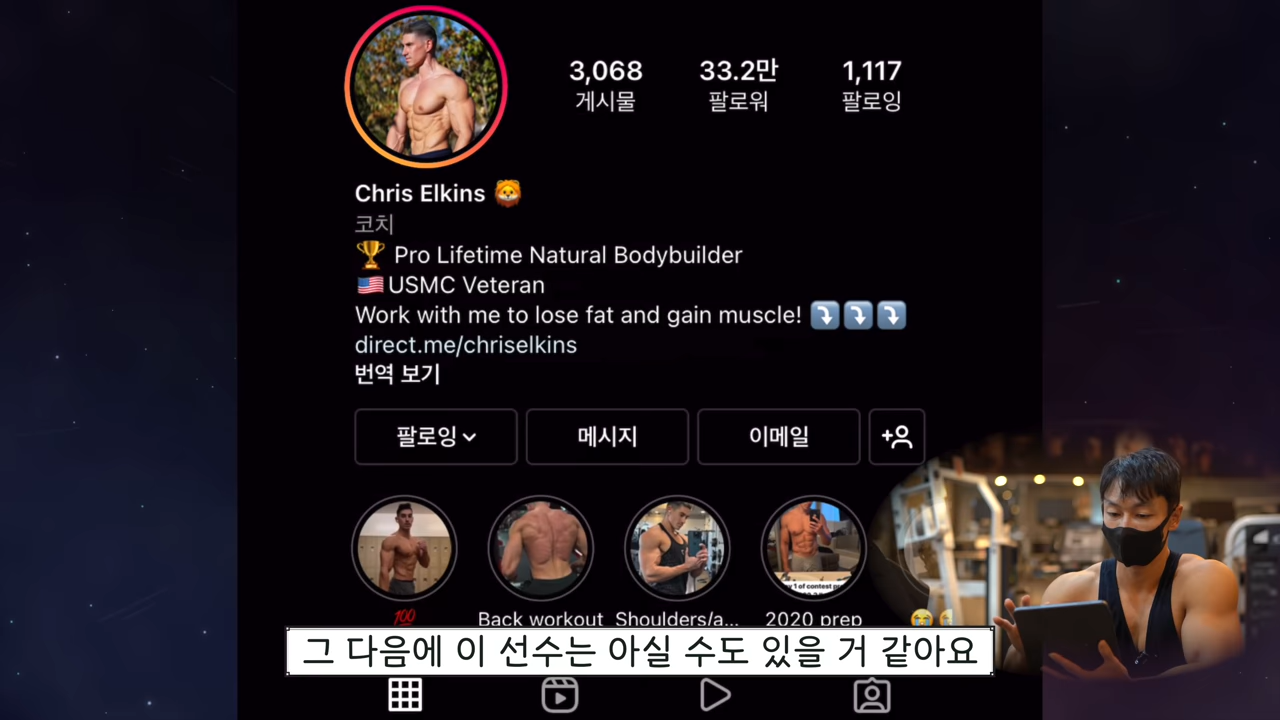 3,068
게시물
33.2만
팔로워
1,117
팔로잉
Chris Elkins 🦁
코치
🏆 Pro Lifetime Natural Bodybuilder
🇺🇸USMC Veteran
Work with me to lose fat and gain muscle! ⤵️⤵️⤵️
direct.me/chriselkins
번역 보기
팔로잉
메시지
이메일
💯
Back workout
Shoulders/a...
2020 prep
그 다음에 이 선수는 아실 수도 있을 거 같아요